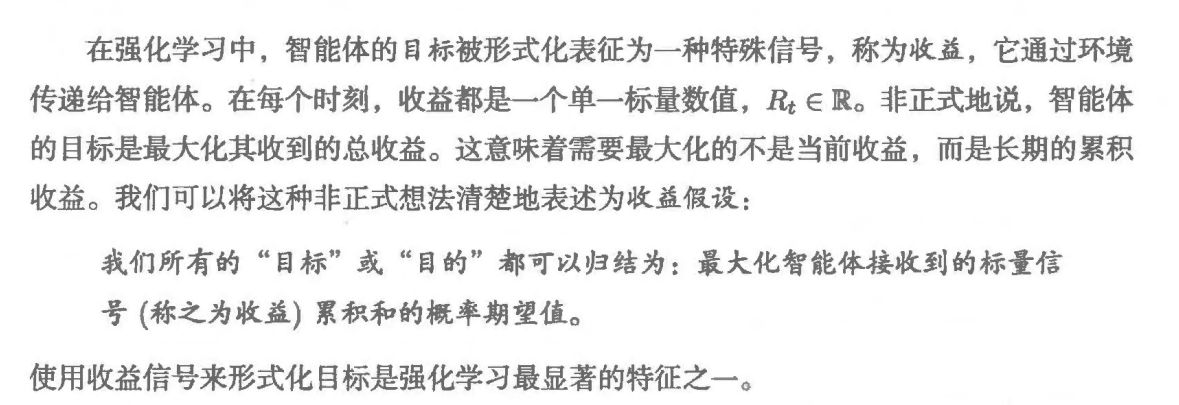 在强化学习中，智能体的目标被形式化表征为一种特殊信号，称为收益，它通过环境
传递给智能体。在每个时刻，收益都是一个单一标量数值，Rₜ ∈ ℝ。非正式地说，智能体
的目标是最大化其收到的总收益。这意味着需要最大化的不是当前收益，而是长期的累积
收益。我们可以将这种非正式想法清楚地表述为收益假设：
我们所有的“目标”或“目的”都可以归结为：最大化智能体接收到的标量信
号 (称之为收益) 累积和的概率期望值。
使用收益信号来形式化目标是强化学习最显著的特征之一。